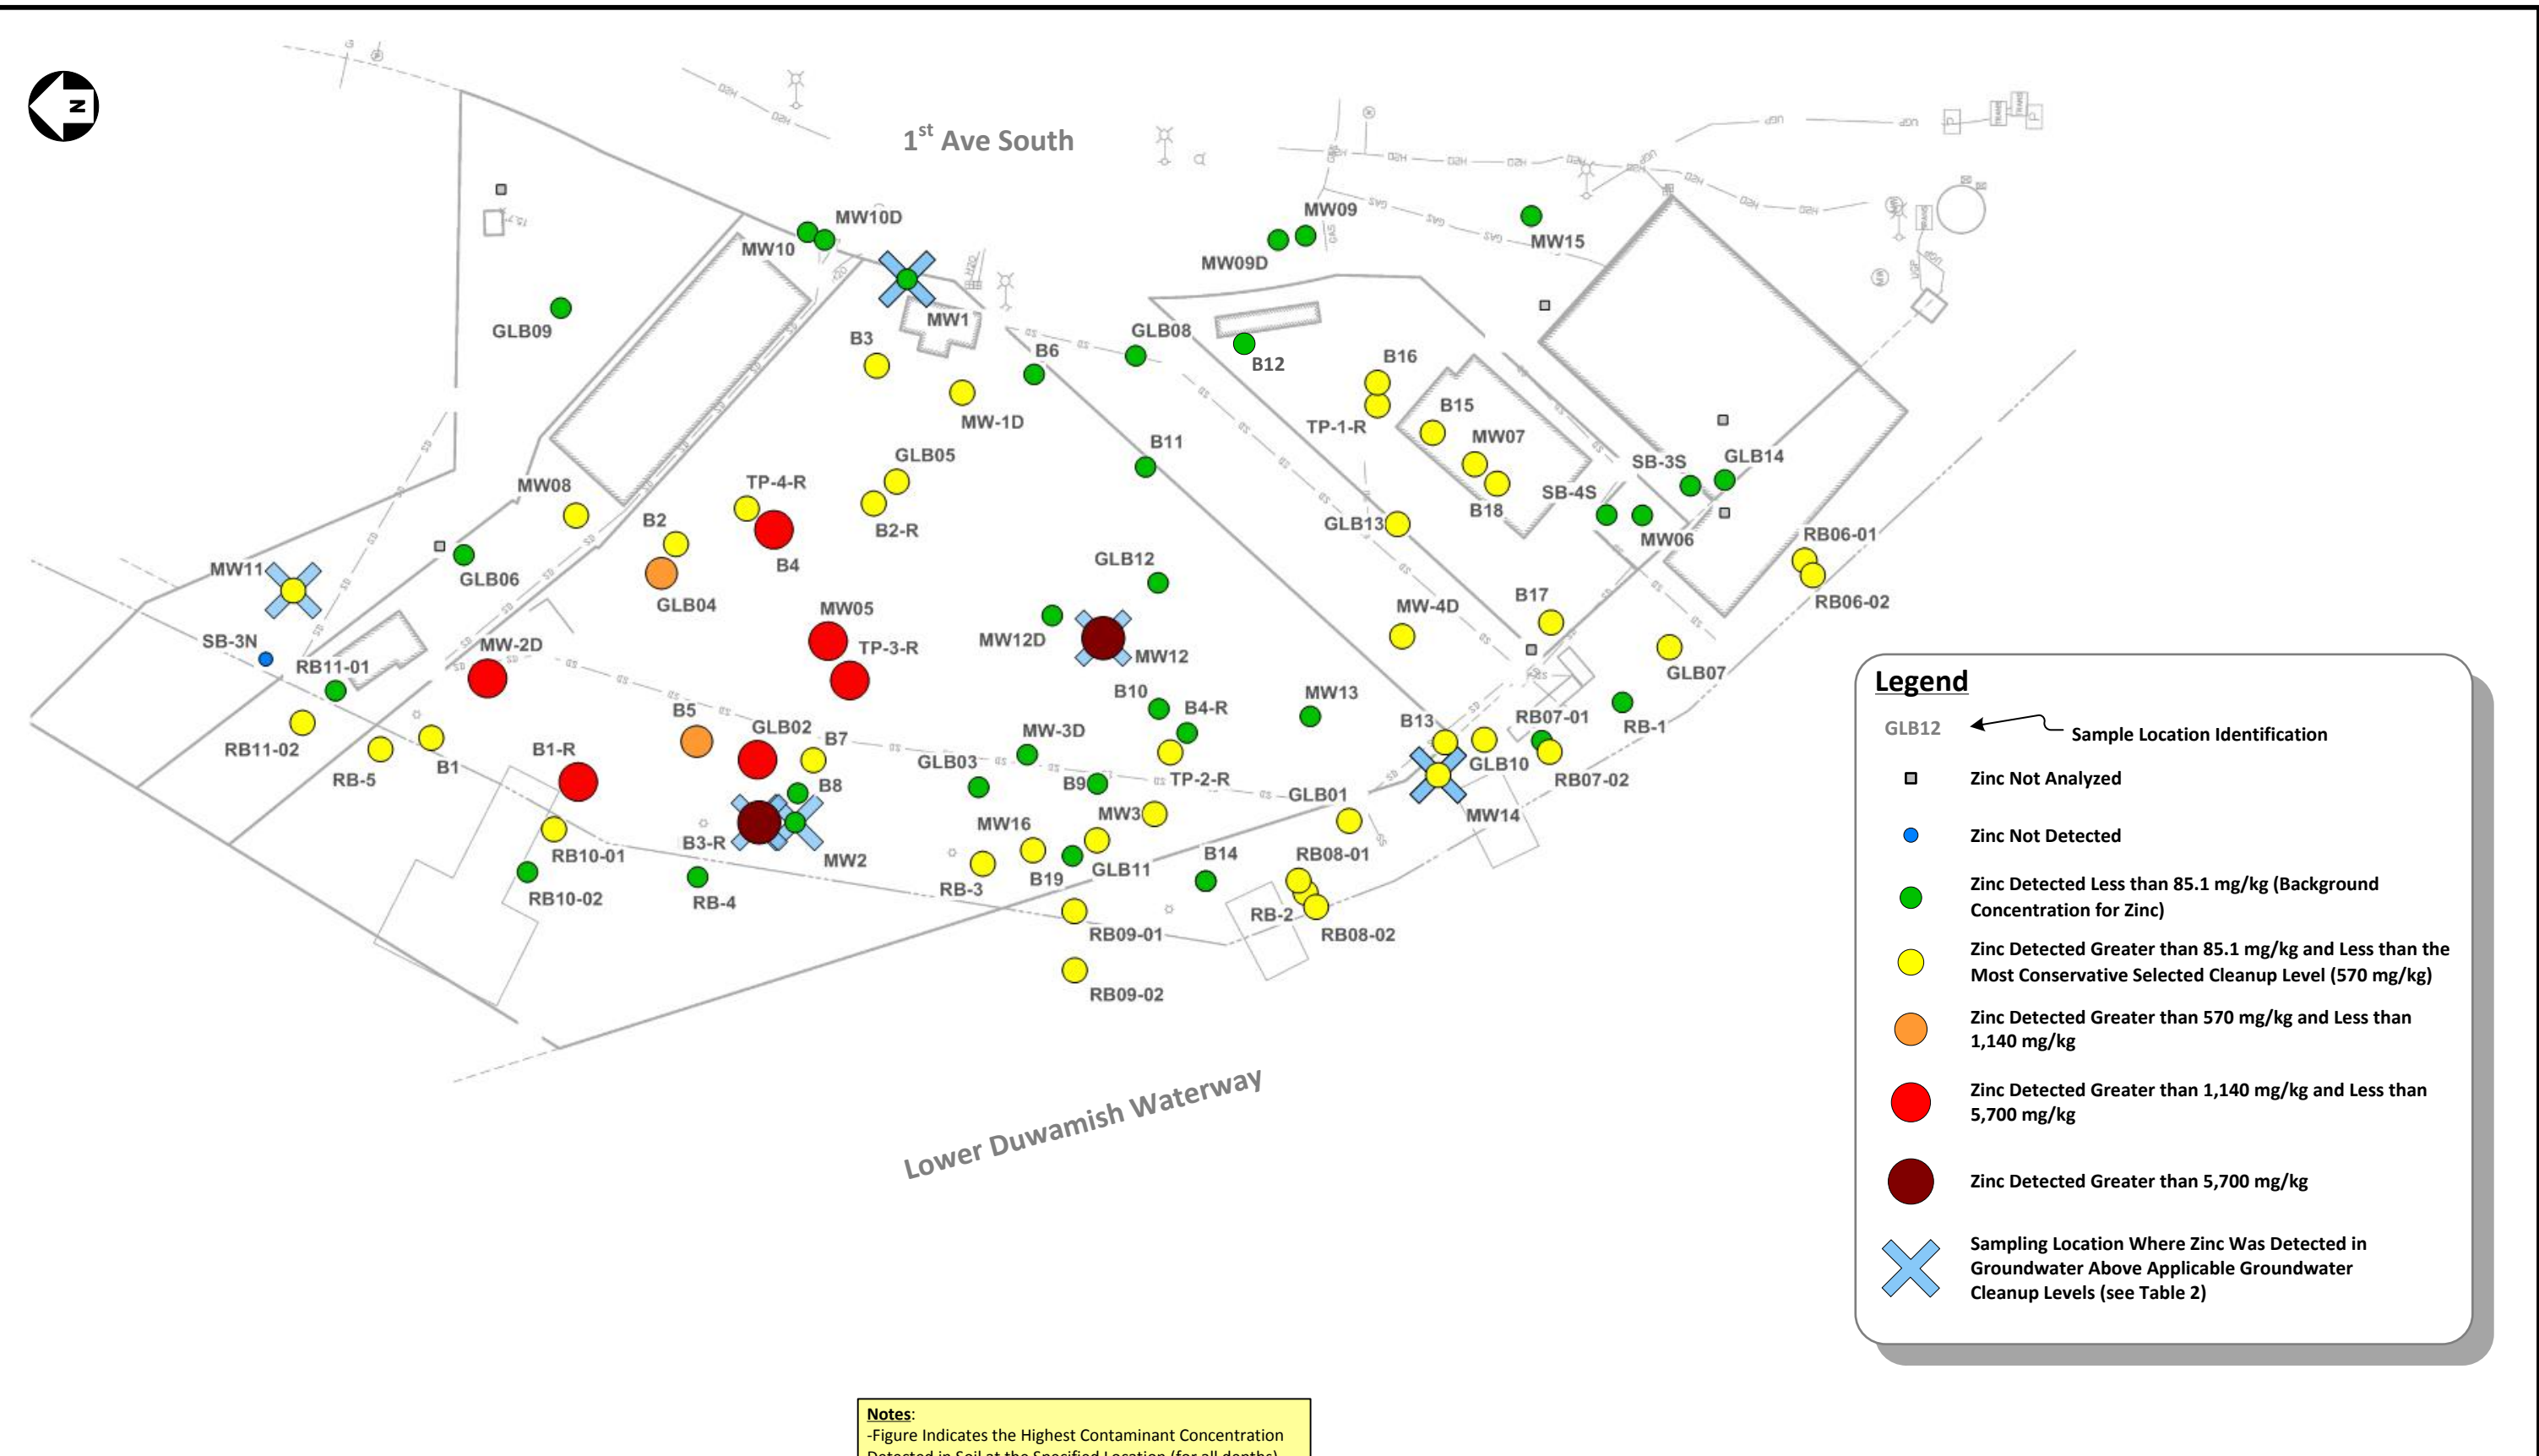 N
1st Ave South
MW10D
MW10
MW1
MW09
MW09D
MW15
GLB09
B3
B6
GLB08
B12
B16
MW-1D
TP-1-R
B15
MW07
GLB05
B11
SB-3S
GLB14
MW08
TP-4-R
SB-4S
B2
B2-R
GLB13
B18
MW06
RB06-01
MW11
GLB06
B4
GLB12
GLB04
MW05
MW-4D
B17
RB06-02
SB-3N
MW-2D
TP-3-R
MW12D
MW12
RB11-01
GLB07
B10
MW13
B5
B4-R
B13
RB07-01
RB-1
GLB02
B7
MW-3D
RB11-02
B1-R
GLB03
RB-5
B1
B8
B9
TP-2-R
GLB10
RB07-02
GLB01
MW16
MW3
MW14
B3-R
RB10-01
MW2
B14
RB08-01
B19
GLB11
RB-3
RB10-02
RB-4
RB-2
RB09-01
RB08-02
RB09-02
Lower Duwamish Waterway
Legend
GLB12
Sample Location Identification
Zinc Not Analyzed
Zinc Not Detected
Zinc Detected Less than 85.1 mg/kg (Background
Concentration for Zinc)
Zinc Detected Greater than 85.1 mg/kg and Less than the
Most Conservative Selected Cleanup Level (570 mg/kg)
Zinc Detected Greater than 570 mg/kg and Less than
1,140 mg/kg
Zinc Detected Greater than 1,140 mg/kg and Less than
5,700 mg/kg
Zinc Detected Greater than 5,700 mg/kg
Sampling Location Where Zinc Was Detected in
Groundwater Above Applicable Groundwater
Cleanup Levels (see Table 2)
Notes:
-Figure Indicates the Highest Contaminant Concentration
Detected in Soil at the Specified Location (for all depths)